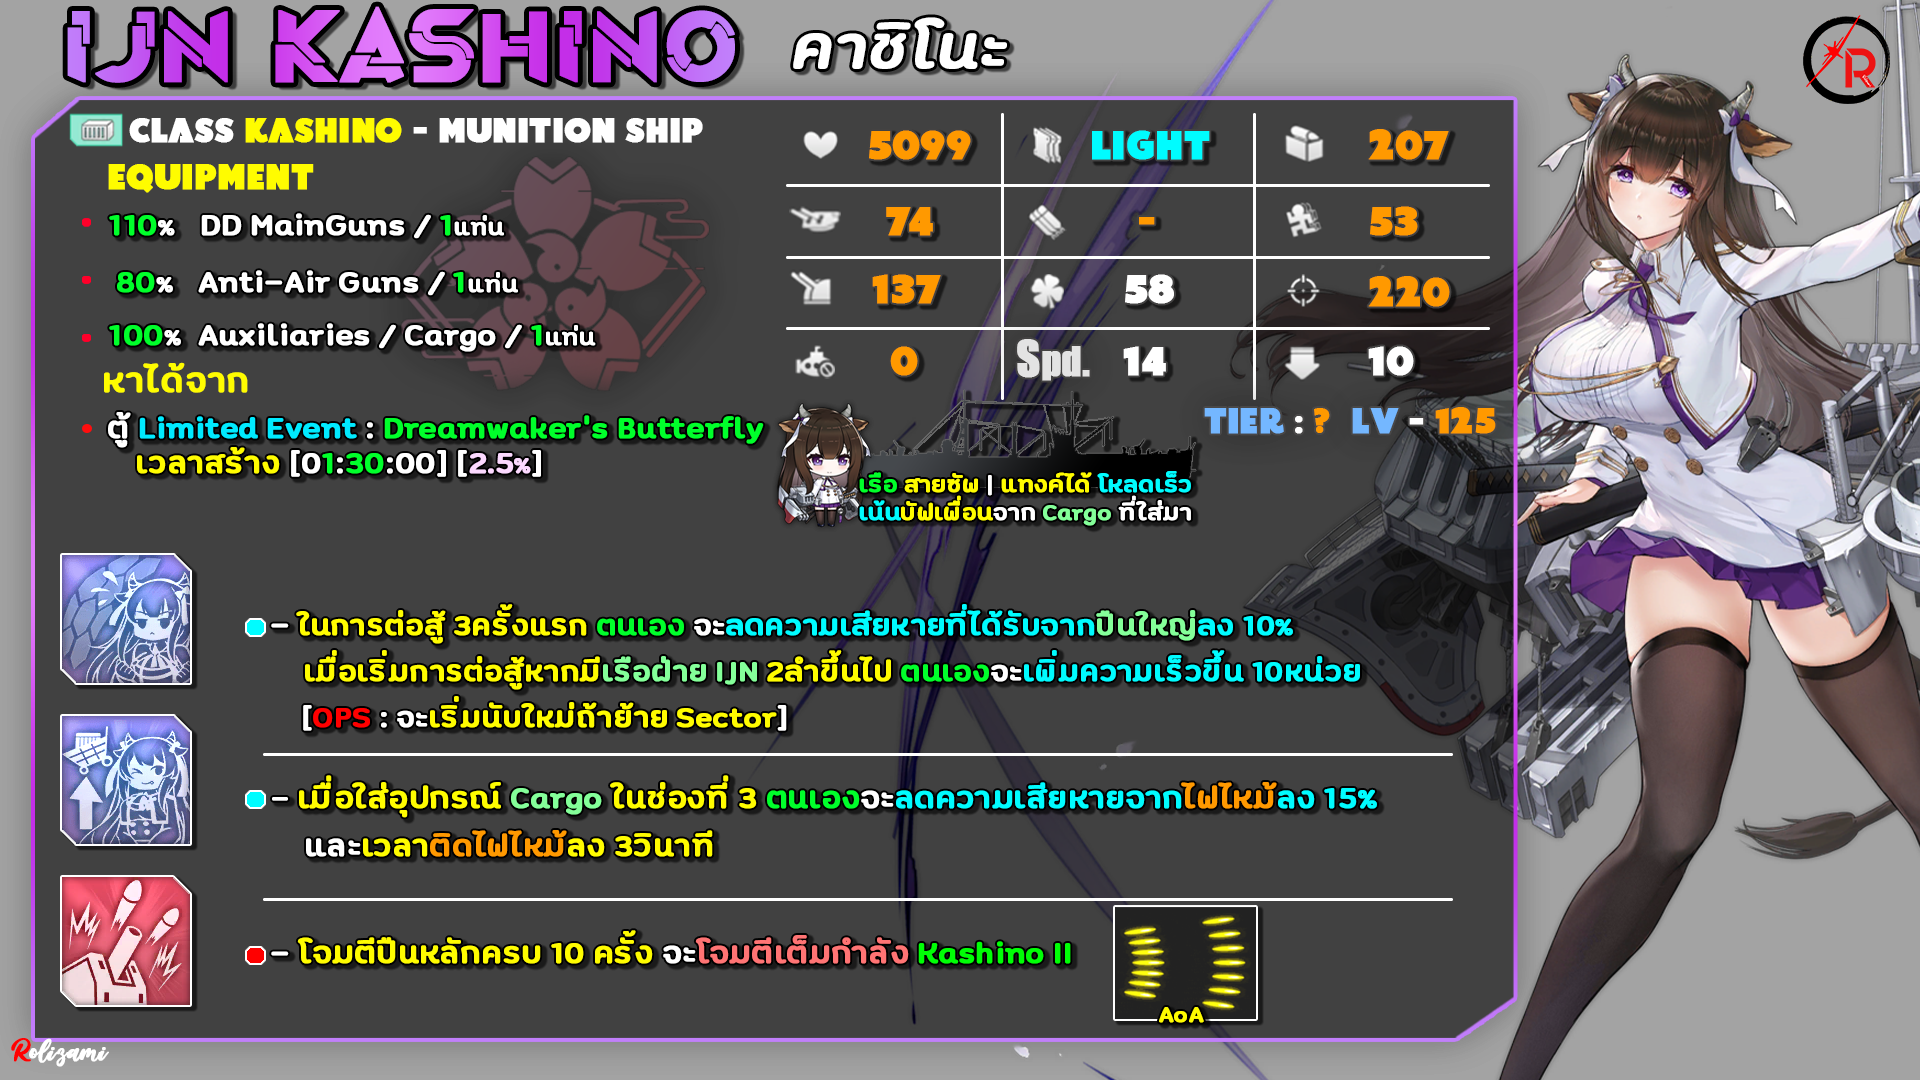 IJN KASHINO คาชิโนะ
R
CLASS KASHINO - MUNITION SHIP
EQUIPMENT
110% DD MainGuns / 1แท่น
80% Anti-Air Guns / 1แท่น
100% Auxiliaries / Cargo / 1แท่น
หาได้จาก
ตู้ Limited Event : Dreamwaker's Butterfly
เวลาสร้าง [01:30:00] [2.5%]
5099 LIGHT 207
74 - 53
137 58 220
0 Spd. 14 10
TIER : ? LV - 125
เรือ สายซัพ | แทงค์ได้ โหลดเร็ว
เน้นบัฟเพื่อนจาก Cargo ที่ใส่มา
- ในการต่อสู้ 3ครั้งแรก ตนเอง จะลดความเสียหายที่ได้รับจากปืนใหญ่ลง 10%
เมื่อเริ่มการต่อสู้หากมีเรือฝ่าย IJN 2ลำขึ้นไป ตนเองจะเพิ่มความเร็วขึ้น 10หน่วย
[OPS : จะเริ่มนับใหม่ถ้าย้าย Sector]
- เมื่อใส่อุปกรณ์ Cargo ในช่องที่ 3 ตนเองจะลดความเสียหายจากไฟไหม้ลง 15%
และเวลาติดไฟไหม้ลง 3วินาที
- โจมตีปืนหลักครบ 10 ครั้ง จะโจมตีเต็มกำลัง Kashino II
AoA
Rolizami